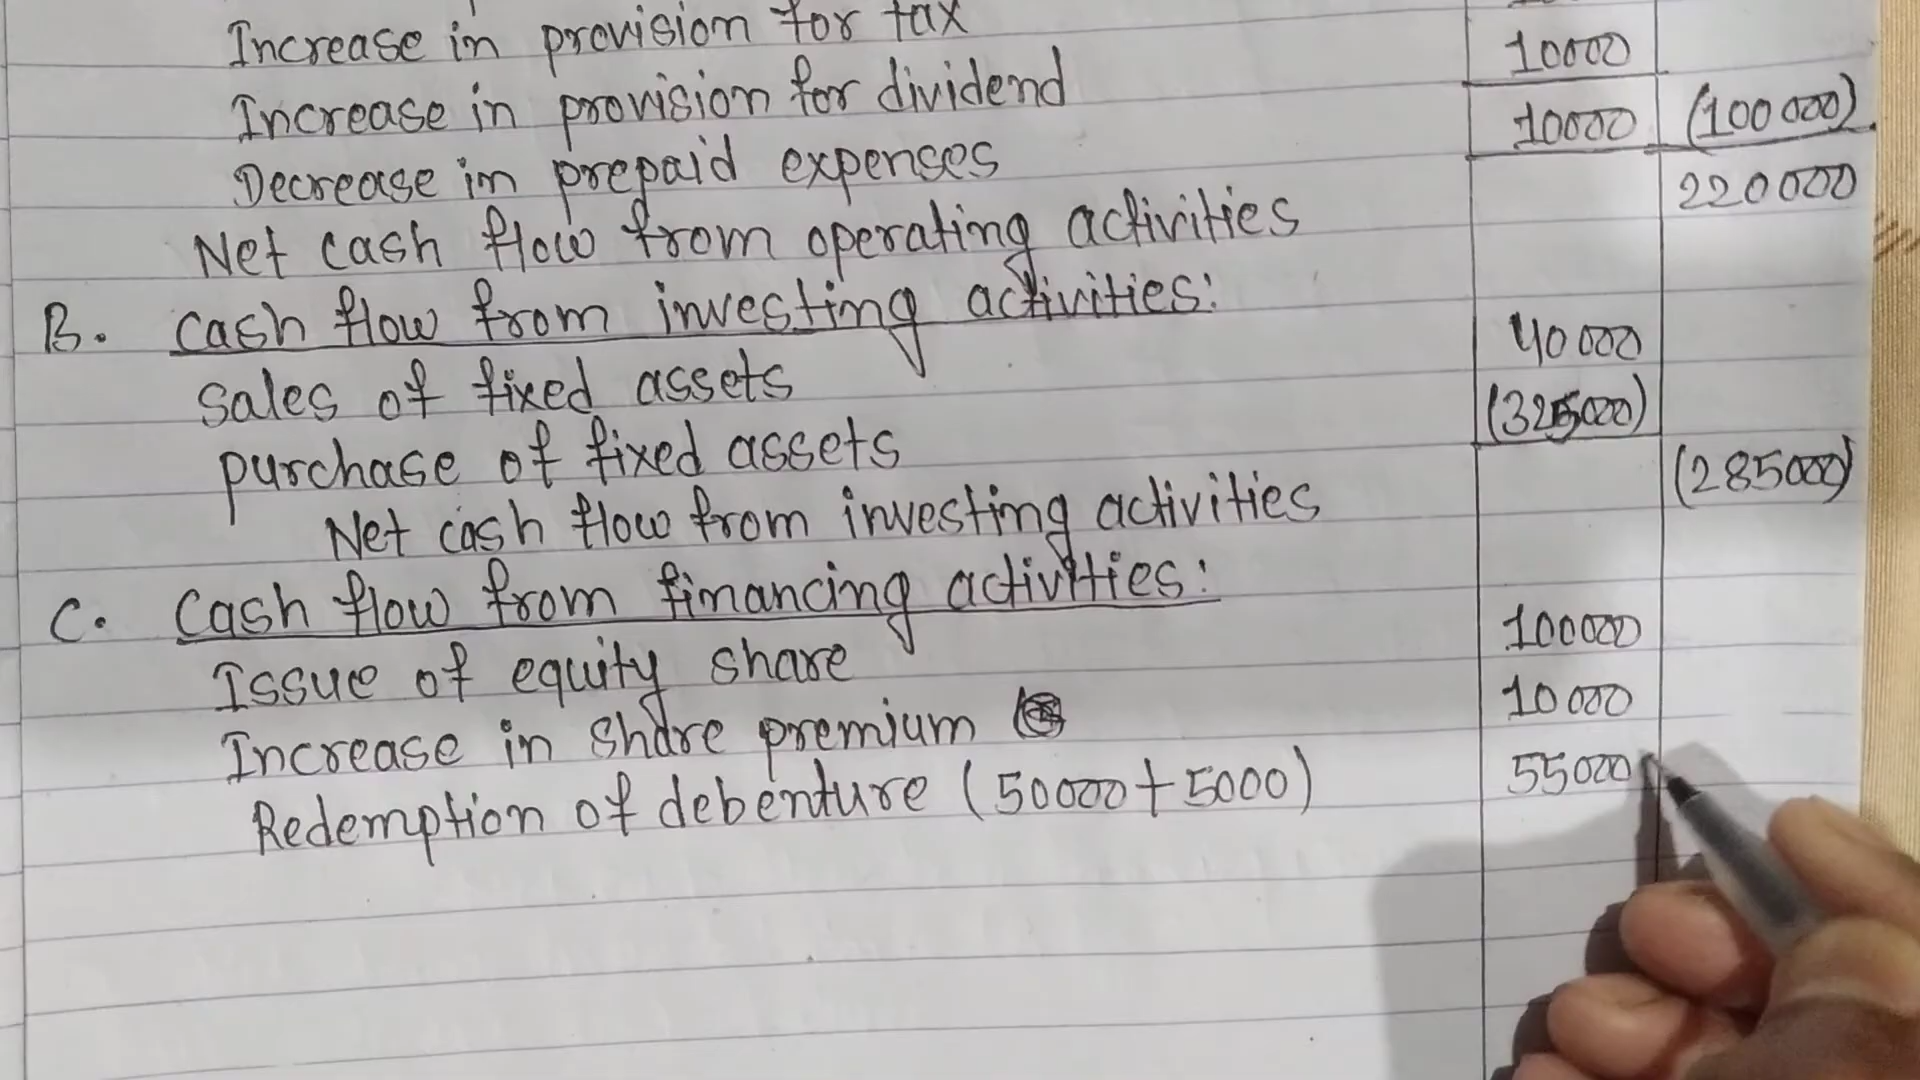 Increase in provision for tax 10000
Increase in provision for dividend 10000 (100000)
Decrease in prepaid expenses 220000
Net cash flow from operating activities
B. Cash flow from investing activities:
Sales of fixed assets 40000
purchase of fixed assets (325000)
Net cash flow from investing activities (285000)
C. Cash flow from financing activities:
Issue of equity share 100000
Increase in share premium 10000
Redemption of debenture (50000+5000) 55000